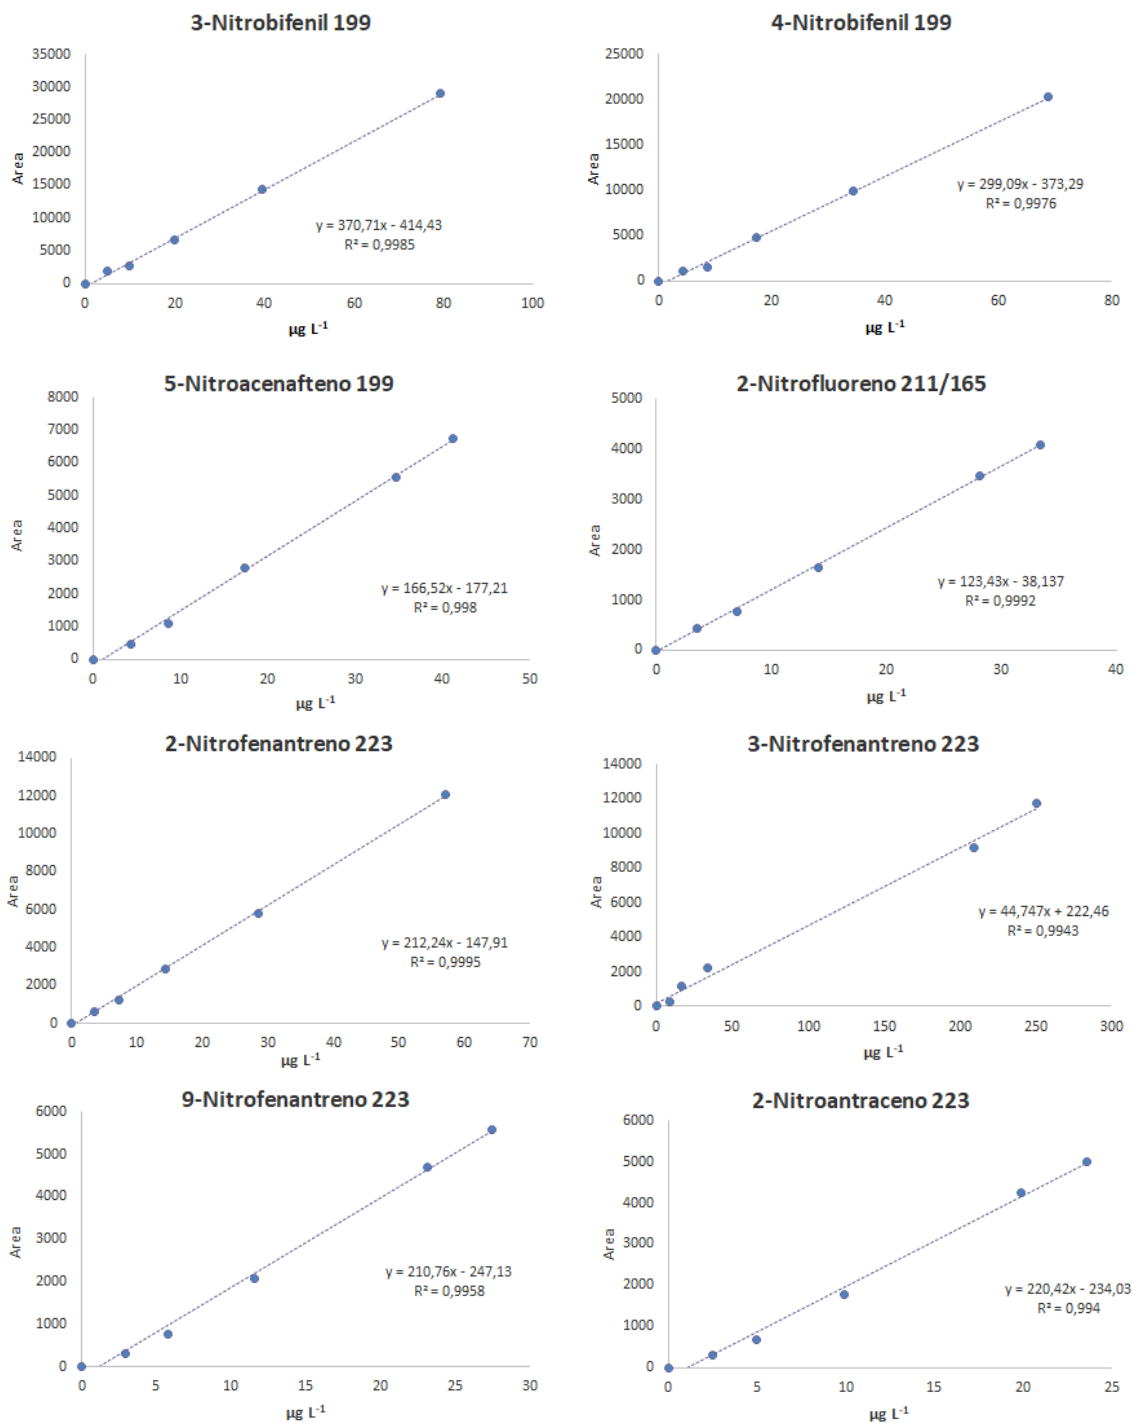 3-Nitrobifenil 199
35000
30000
25000
20000
15000
10000
5000
0
Area
y = 370,71x - 414,43
R² = 0,9985
0 20 40 60 80 100
µg L⁻¹
4-Nitrobifenil 199
25000
20000
15000
10000
5000
0
Area
y = 299,09x - 373,29
R² = 0,9976
0 20 40 60 80
µg L⁻¹
5-Nitroacenafteno 199
8000
7000
6000
5000
4000
3000
2000
1000
0
Area
y = 166,52x - 177,21
R² = 0,998
0 10 20 30 40 50
µg L⁻¹
2-Nitrofluoreno 211/165
5000
4000
3000
2000
1000
0
Area
y = 123,43x - 38,137
R² = 0,9992
0 10 20 30 40
µg L⁻¹
2-Nitrofenantreno 223
14000
12000
10000
8000
6000
4000
2000
0
Area
y = 212,24x - 147,91
R² = 0,9995
0 10 20 30 40 50 60 70
µg L⁻¹
3-Nitrofenantreno 223
14000
12000
10000
8000
6000
4000
2000
0
Area
y = 44,747x + 222,46
R² = 0,9943
0 50 100 150 200 250 300
µg L⁻¹
9-Nitrofenantreno 223
6000
5000
4000
3000
2000
1000
0
Area
y = 210,76x - 247,13
R² = 0,9958
0 5 10 15 20 25 30
µg L⁻¹
2-Nitroantraceno 223
6000
5000
4000
3000
2000
1000
0
Area
y = 220,42x - 234,03
R² = 0,994
0 5 10 15 20 25
µg L⁻¹